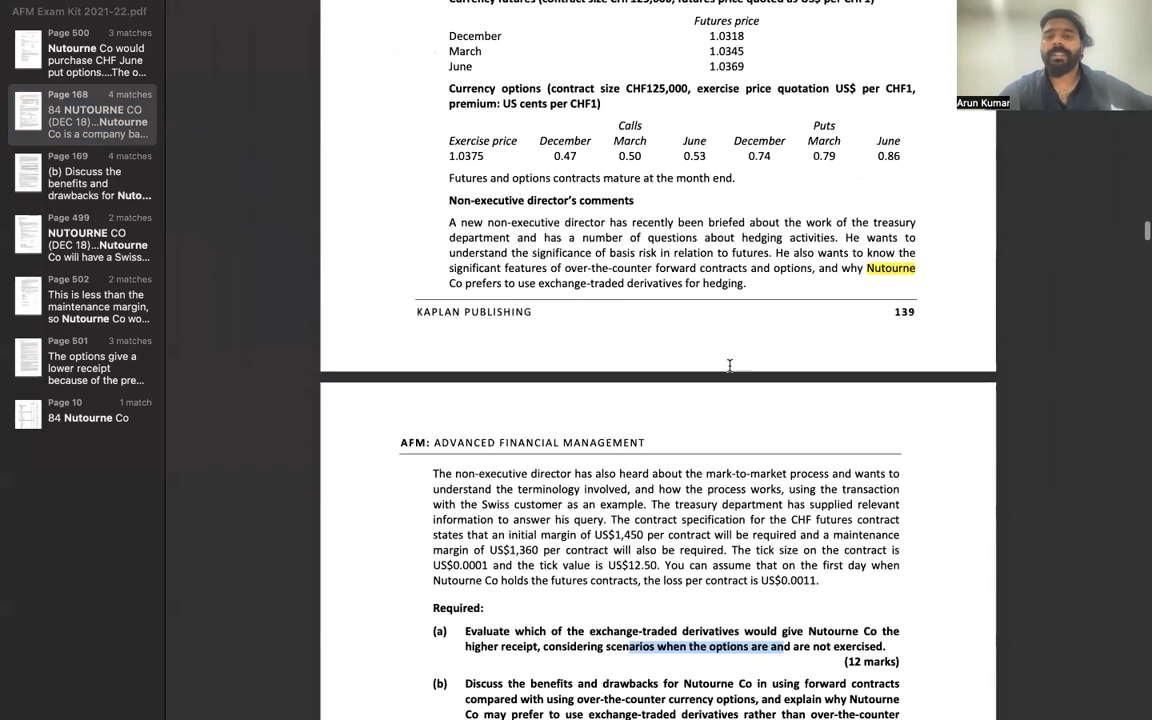 AFM Exam Kit 2021-22.pdf
Page 500 3 matches
Nutourne Co would
purchase CHF June
put options....The o...
Page 168 4 matches
84 NUTOURNE CO
(DEC 18)...Nutourne
Co is a company ba...
Page 169 4 matches
(b) Discuss the
benefits and
drawbacks for Nuto...
Page 499 2 matches
NUTOURNE CO
(DEC 18)...Nutourne
Co will have a Swiss...
Page 502 2 matches
This is less than the
maintenance margin,
so Nutourne Co wo...
Page 501 3 matches
The options give a
lower receipt
because of the pre...
Page 10 1 match
84 Nutourne Co
Currency futures (contract size CHF125,000, futures price quoted as US$ per CHF1)
Futures price
December 1.0318
March 1.0345
June 1.0369
Currency options (contract size CHF125,000, exercise price quotation US$ per CHF1,
premium: US cents per CHF1)
Calls Puts
Exercise price December March June December March June
1.0375 0.47 0.50 0.53 0.74 0.79 0.86
Futures and options contracts mature at the month end.
Non-executive director's comments
A new non-executive director has recently been briefed about the work of the treasury
department and has a number of questions about hedging activities. He wants to
understand the significance of basis risk in relation to futures. He also wants to know the
significant features of over-the-counter forward contracts and options, and why Nutourne
Co prefers to use exchange-traded derivatives for hedging.
KAPLAN PUBLISHING 139
AFM: ADVANCED FINANCIAL MANAGEMENT
The non-executive director has also heard about the mark-to-market process and wants to
understand the terminology involved, and how the process works, using the transaction
with the Swiss customer as an example. The treasury department has supplied relevant
information to answer his query. The contract specification for the CHF futures contract
states that an initial margin of US$1,450 per contract will be required and a maintenance
margin of US$1,360 per contract will also be required. The tick size on the contract is
US$0.0001 and the tick value is US$12.50. You can assume that on the first day when
Nutourne Co holds the futures contracts, the loss per contract is US$0.0011.
Required:
(a) Evaluate which of the exchange-traded derivatives would give Nutourne Co the
higher receipt, considering scenarios when the options are and are not exercised.
(12 marks)
(b) Discuss the benefits and drawbacks for Nutourne Co in using forward contracts
compared with using over-the-counter currency options, and explain why Nutourne
Co may prefer to use exchange-traded derivatives rather than over-the-counter
Arun Kumar